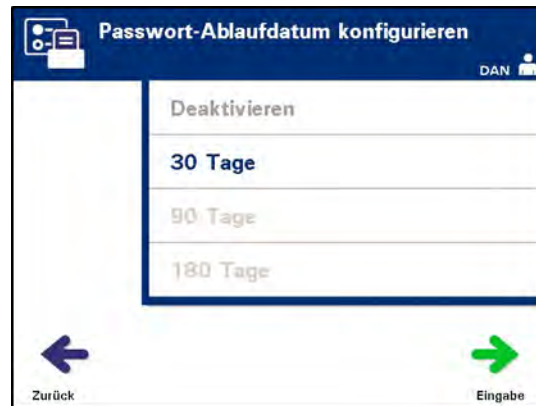 Passwort-Ablaufdatum konfigurieren
DAN
Deaktivieren
30 Tage
90 Tage
180 Tage
Zurück
Eingabe